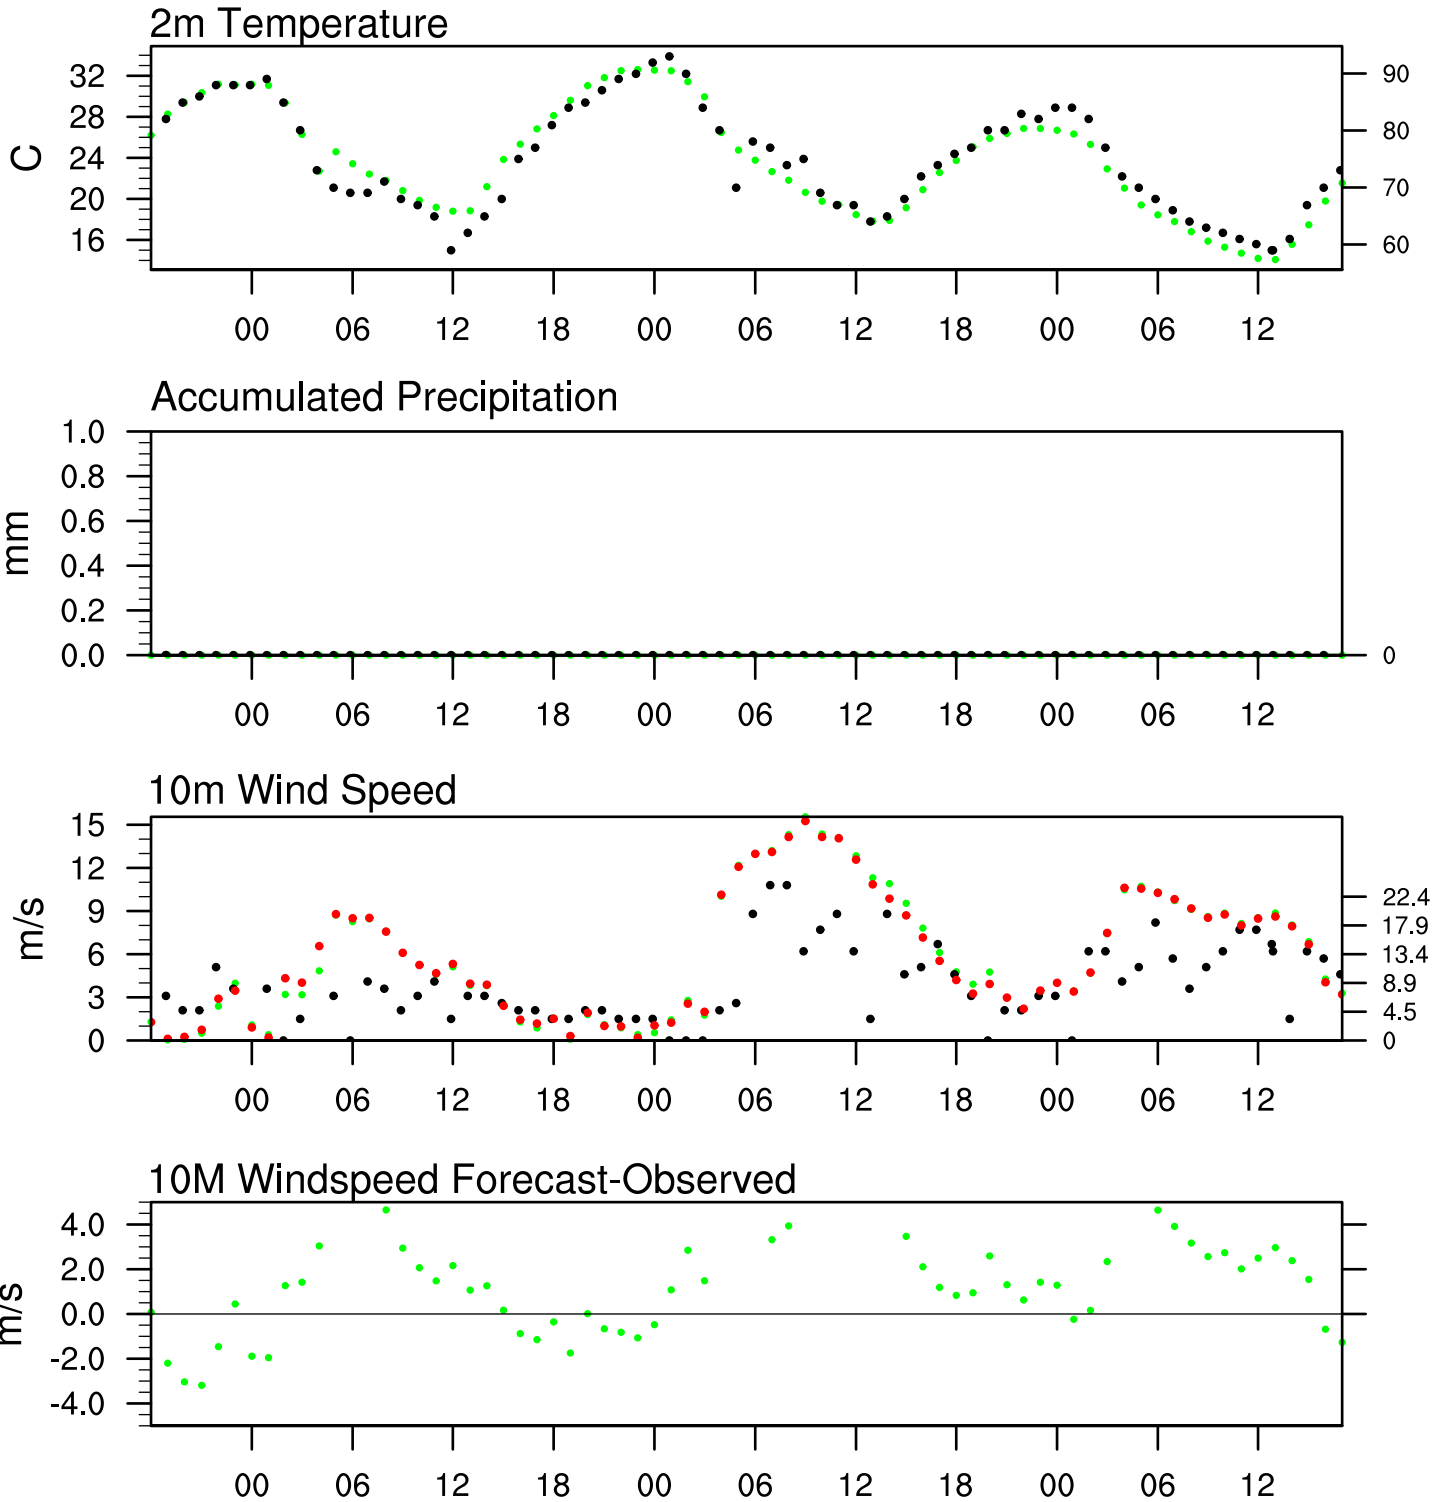 2m Temperature
32
28
24
20
16
C
90
80
70
60
00 06 12 18 00 06 12 18 00 06 12
Accumulated Precipitation
1.0
0.8
0.6
0.4
0.2
0.0
mm
0
00 06 12 18 00 06 12 18 00 06 12
10m Wind Speed
15
12
9
6
3
0
m/s
22.4
17.9
13.4
8.9
4.5
0
00 06 12 18 00 06 12 18 00 06 12
10M Windspeed Forecast-Observed
4.0
2.0
0.0
-2.0
-4.0
m/s
00 06 12 18 00 06 12 18 00 06 12